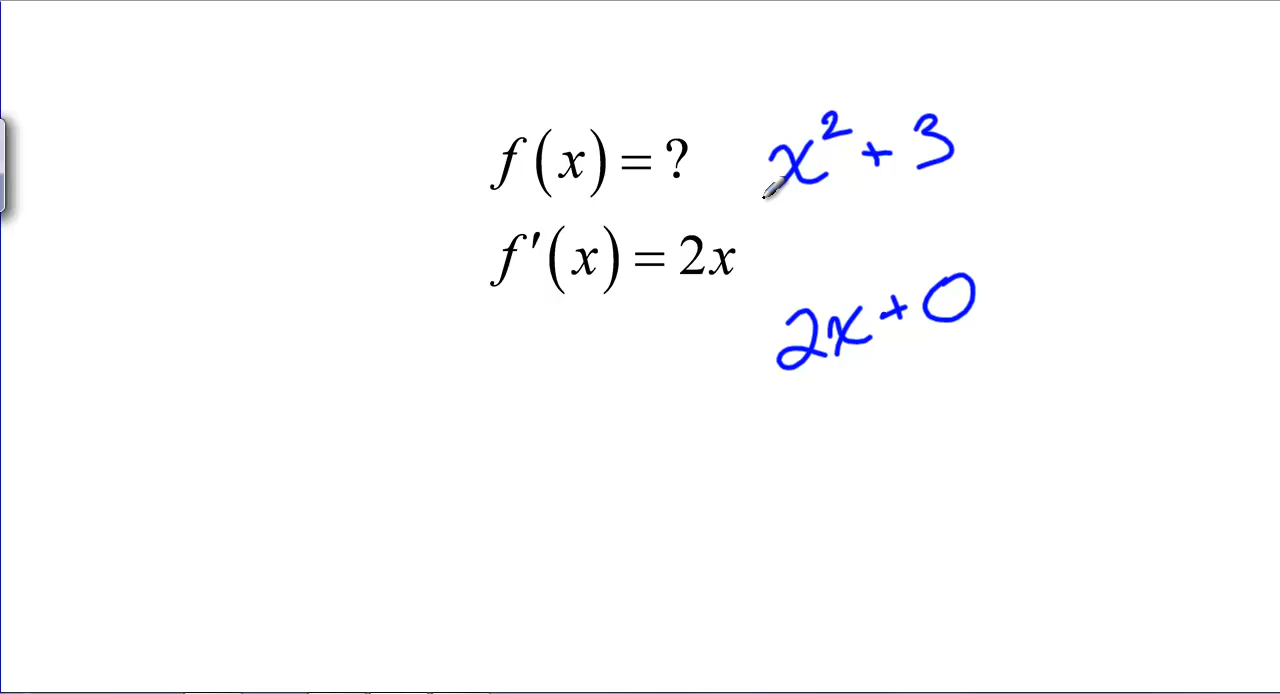 f(x) = ? x² + 3
f′(x) = 2x
2x + 0